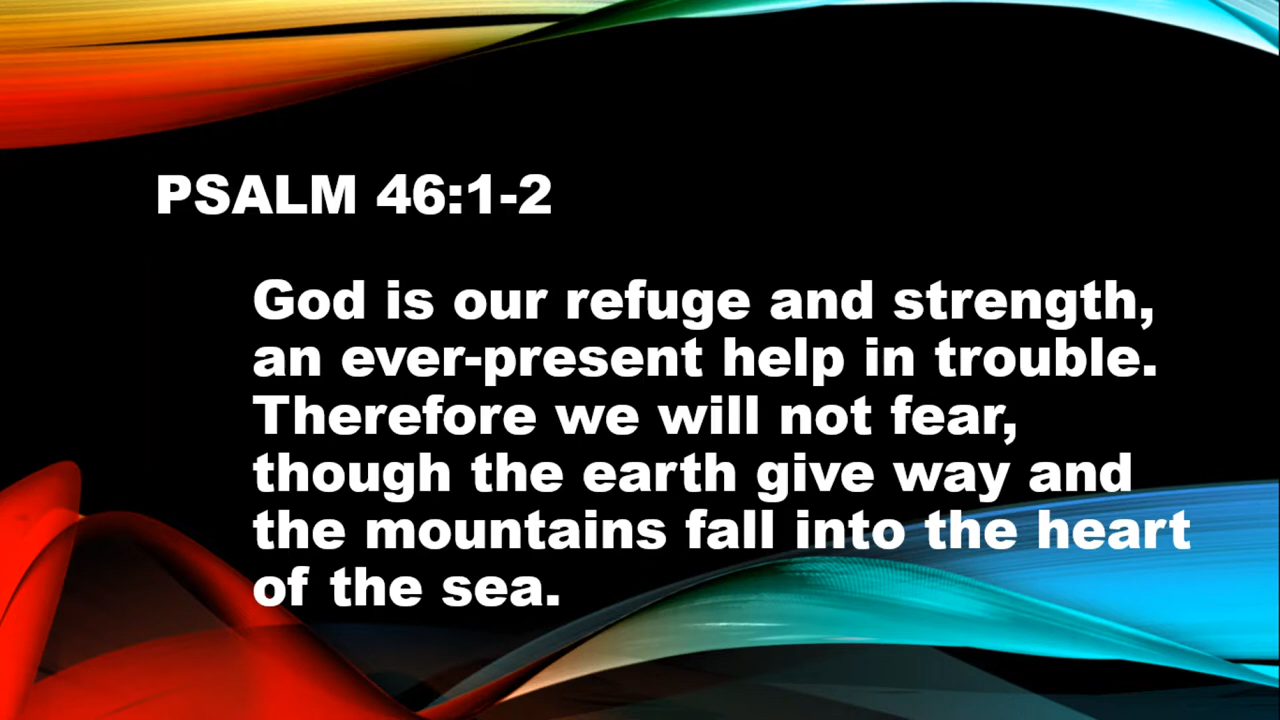 PSALM 46:1-2
God is our refuge and strength,
an ever-present help in trouble.
Therefore we will not fear,
though the earth give way and
the mountains fall into the heart
of the sea.